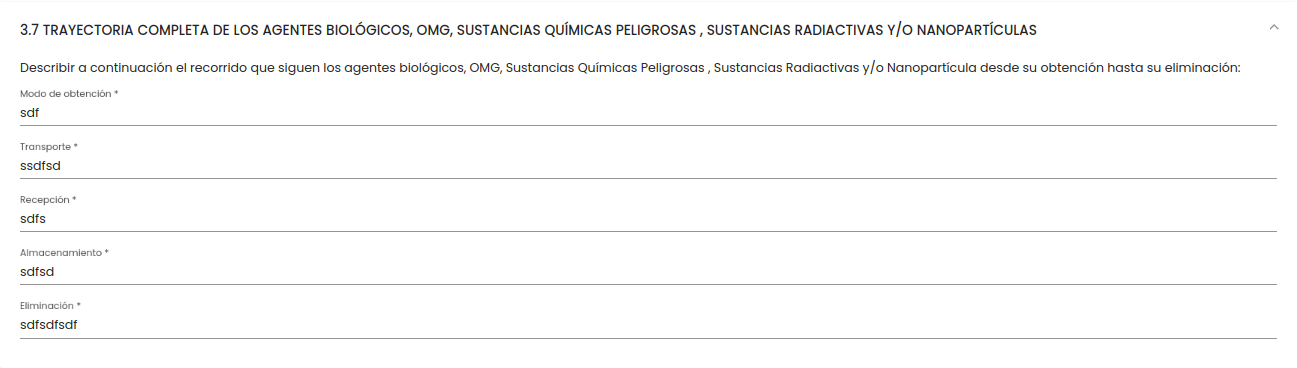 3.7 TRAYECTORIA COMPLETA DE LOS AGENTES BIOLÓGICOS, OMG, SUSTANCIAS QUÍMICAS PELIGROSAS , SUSTANCIAS RADIACTIVAS Y/O NANOPARTÍCULAS
Describir a continuación el recorrido que siguen los agentes biológicos, OMG, Sustancias Químicas Peligrosas , Sustancias Radiactivas y/o Nanopartícula desde su obtención hasta su eliminación:
Modo de obtención *
sdf
Transporte *
ssdfsd
Recepción *
sdfs
Almacenamiento *
sdfsd
Eliminación *
sdfsdfsdf